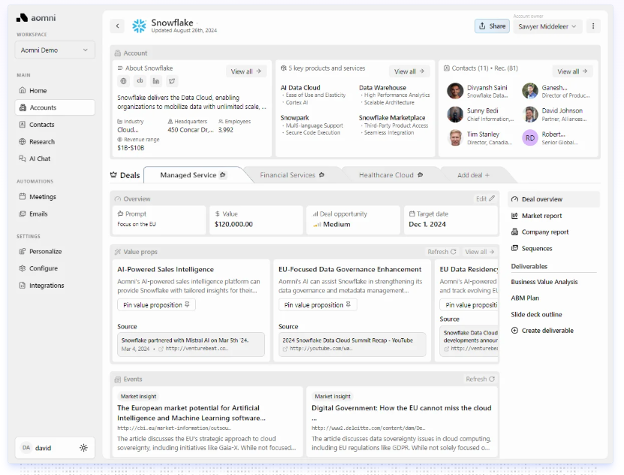 aomni
WORKSPACE
Aomni Demo
MAIN
Home
Accounts
Contacts
Research
AI Chat
AUTOMATIONS
Meetings
Emails
SETTINGS
Personalize
Configure
Integrations
DA david
Snowflake
Updated August 28th, 2024
Share
Account owner
Sawyer Middeleer
Account
About Snowflake
View all
Snowflake delivers the Data Cloud, enabling
organizations to mobilize data with unlimited scale, ...
Industry
Cloud...
Headquarters
450 Concar Dr,...
Employees
3,992
Revenue range
$1B-$10B
5 key products and services
View all
AI Data Cloud
- Ease of Use and Elasticity
- Cortex AI
Data Warehouse
- High Performance Analytics
- Scalable Architecture
Snowpark
- Multi-language Support
- Secure Code Execution
Snowflake Marketplace
- Third-Party Product Access
- Seamless Integration
Contacts (11) • Rec. (81)
View all
Divyansh Saini
Snowflake Data...
Ganesh...
Director of Produc...
Sunny Bedi
Chief Information...
David Johnson
Partner, Alliances...
Tim Stanley
Director, Canada...
RD
Robert...
Senior Global...
Deals
Managed Service
Financial Services
Healthcare Cloud
Add deal +
Overview
Edit
Prompt
focus on the EU
Value
$120,000.00
Deal opportunity
Medium
Target date
Dec 1, 2024
Value props
Refresh
View all
AI-Powered Sales Intelligence
Aomni's AI-powered sales intelligence platform can
provide Snowflake with tailored insights for their...
Pin value proposition
Source
Snowflake partnered with Mistral AI on Mar 5th '24.
Mar 4, 2024 • http://venturebeat.co...
EU-Focused Data Governance Enhancement
Aomni's AI can assist Snowflake in strengthening its
data governance and metadata management...
Pin value proposition
Source
2024 Snowflake Data Cloud Summit Recap - YouTube
http://youtube.com/wa...
EU Data Residency
Aomni's AI-powered
and track evolving EU
Pin value propos
Source
Snowflake Data Cloud
developments announ
http://ventureb
Events
Refresh
Market insight
The European market potential for Artificial
Intelligence and Machine Learning software...
http://cbi.eu/market-information/outsou...
The article discusses the EU's strategic approach to cloud
sovereignty, including initiatives like Gaia-X. While not focused...
Market insight
Digital Government: How the EU cannot miss the cloud
...
http://www2.deloitte.com/content/dam/De...
The article discusses data sovereignty issues in cloud computing,
including EU regulations like GDPR. While not solely focused o...
Deal overview
Market report
Company report
Sequences
Deliverables
Business Value Analysis
ABM Plan
Slide deck outline
Create deliverable